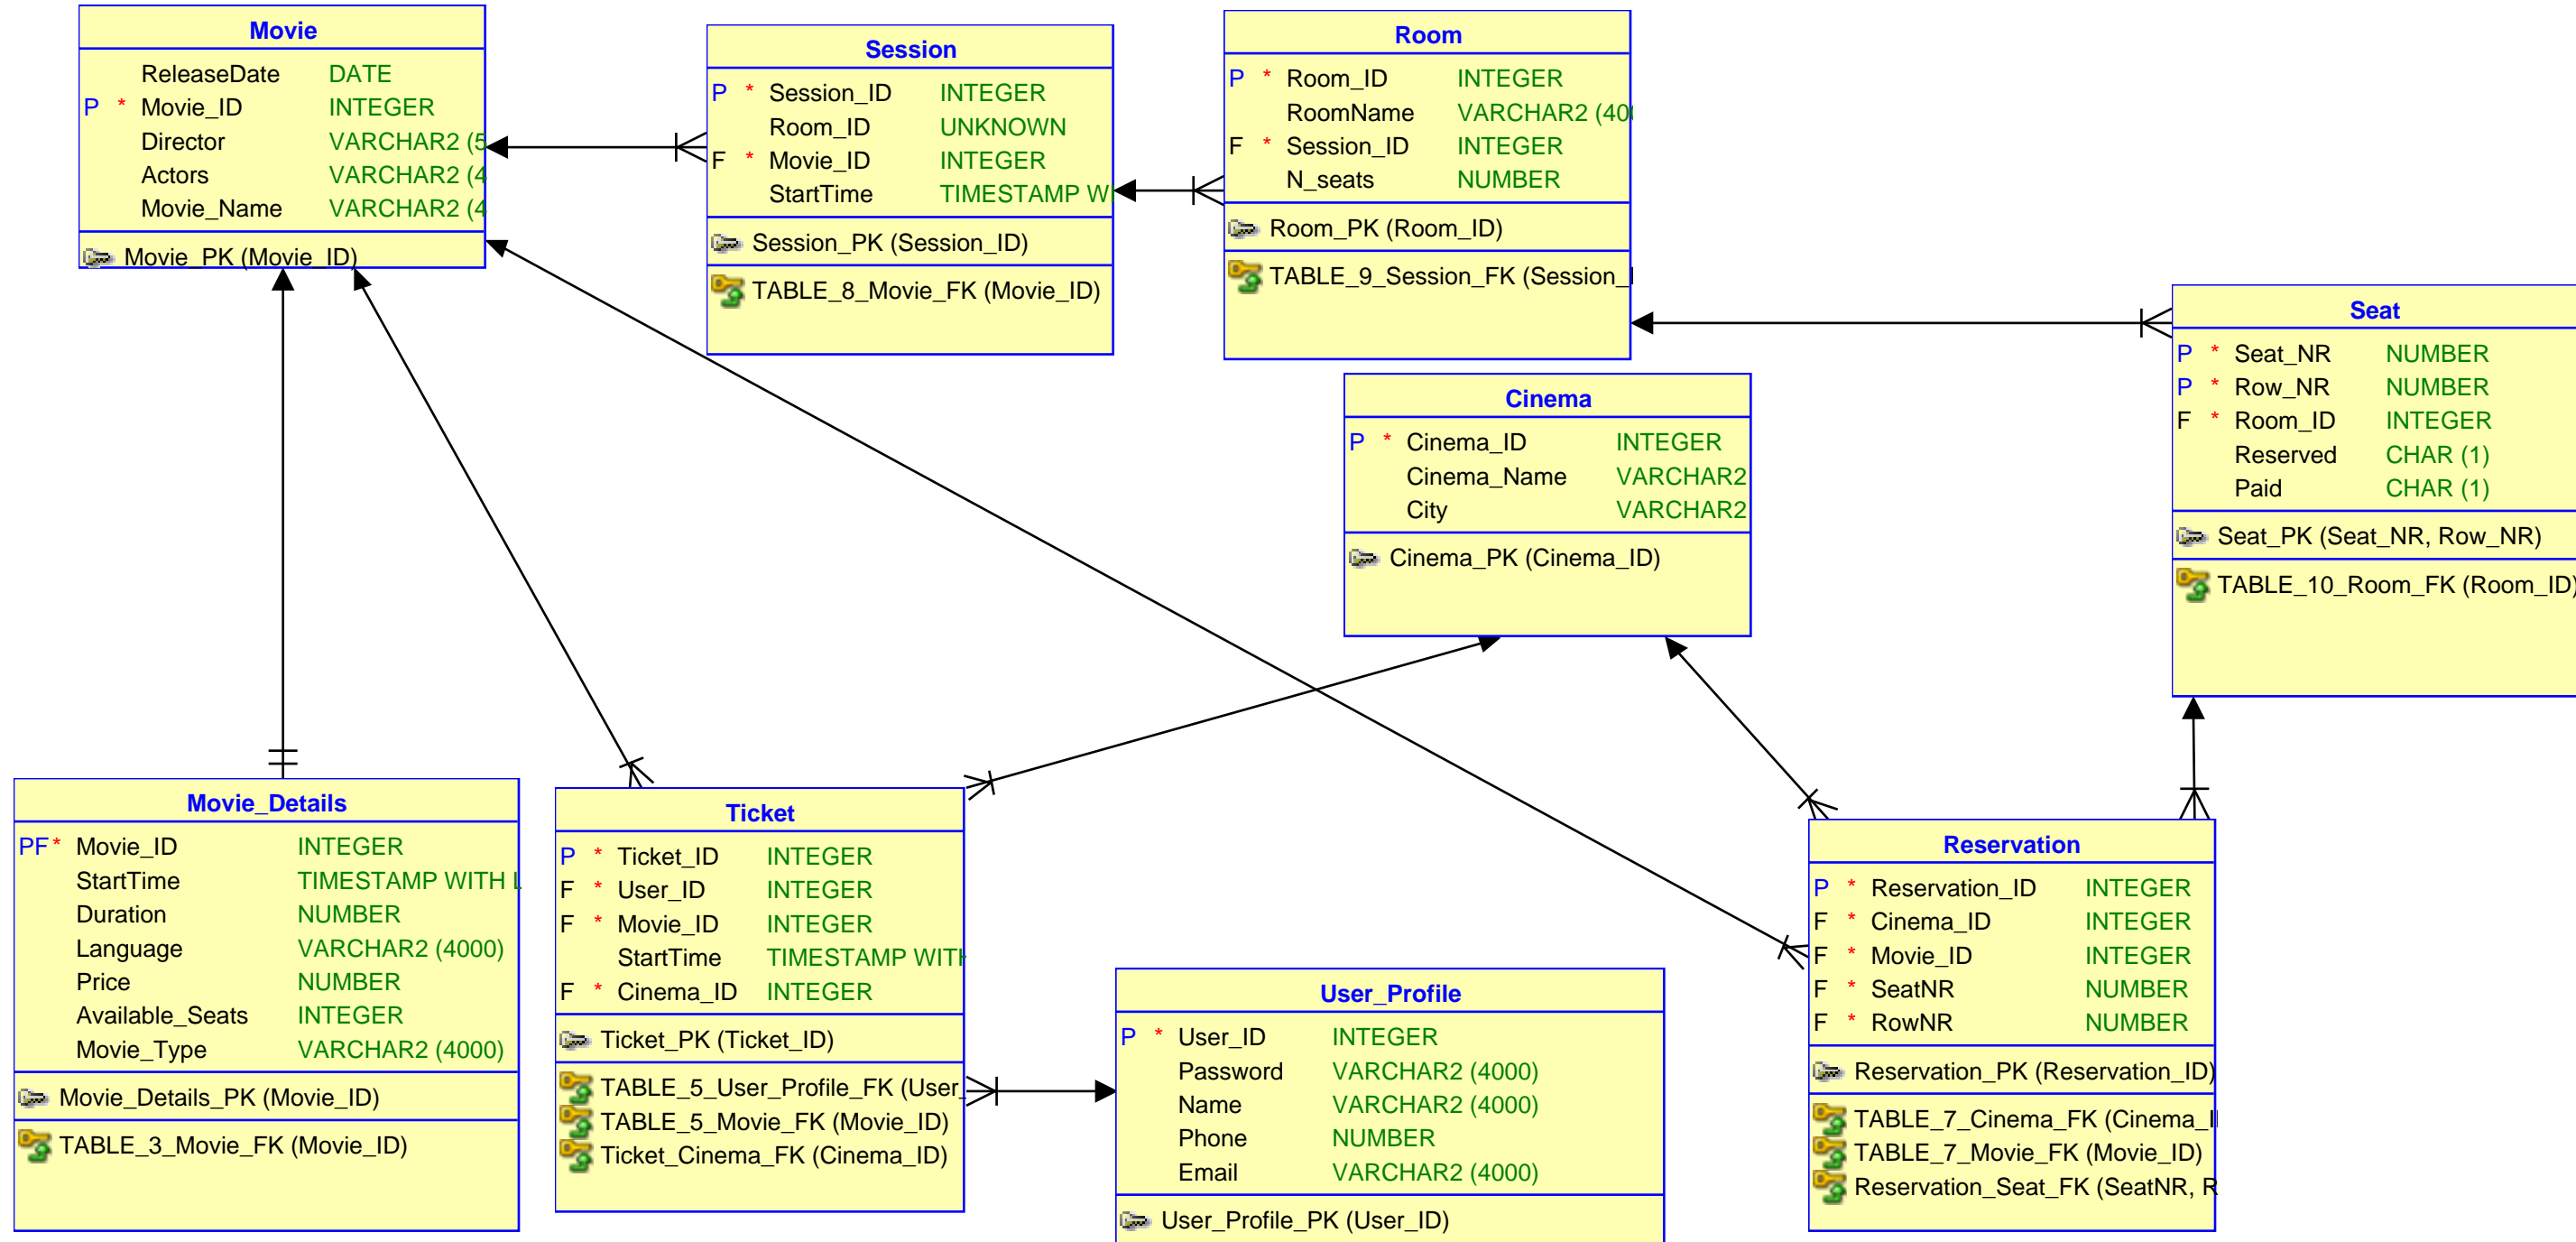 Movie
ReleaseDate DATE
P * Movie_ID INTEGER
Director VARCHAR2 (5
Actors VARCHAR2 (4
Movie_Name VARCHAR2 (4
Movie_PK (Movie_ID)
Session
P * Session_ID INTEGER
Room_ID UNKNOWN
F * Movie_ID INTEGER
StartTime TIMESTAMP W
Session_PK (Session_ID)
TABLE_8_Movie_FK (Movie_ID)
Room
P * Room_ID INTEGER
RoomName VARCHAR2 (40
F * Session_ID INTEGER
N_seats NUMBER
Room_PK (Room_ID)
TABLE_9_Session_FK (Session_
Seat
P * Seat_NR NUMBER
P * Row_NR NUMBER
F * Room_ID INTEGER
Reserved CHAR (1)
Paid CHAR (1)
Seat_PK (Seat_NR, Row_NR)
TABLE_10_Room_FK (Room_ID)
Cinema
P * Cinema_ID INTEGER
Cinema_Name VARCHAR2
City VARCHAR2
Cinema_PK (Cinema_ID)
Movie_Details
PF * Movie_ID INTEGER
StartTime TIMESTAMP WITH L
Duration NUMBER
Language VARCHAR2 (4000)
Price NUMBER
Available_Seats INTEGER
Movie_Type VARCHAR2 (4000)
Movie_Details_PK (Movie_ID)
TABLE_3_Movie_FK (Movie_ID)
Ticket
P * Ticket_ID INTEGER
F * User_ID INTEGER
F * Movie_ID INTEGER
StartTime TIMESTAMP WITH
F * Cinema_ID INTEGER
Ticket_PK (Ticket_ID)
TABLE_5_User_Profile_FK (User_
TABLE_5_Movie_FK (Movie_ID)
Ticket_Cinema_FK (Cinema_ID)
User_Profile
P * User_ID INTEGER
Password VARCHAR2 (4000)
Name VARCHAR2 (4000)
Phone NUMBER
Email VARCHAR2 (4000)
User_Profile_PK (User_ID)
Reservation
P * Reservation_ID INTEGER
F * Cinema_ID INTEGER
F * Movie_ID INTEGER
F * SeatNR NUMBER
F * RowNR NUMBER
Reservation_PK (Reservation_ID)
TABLE_7_Cinema_FK (Cinema_I
TABLE_7_Movie_FK (Movie_ID)
Reservation_Seat_FK (SeatNR, R